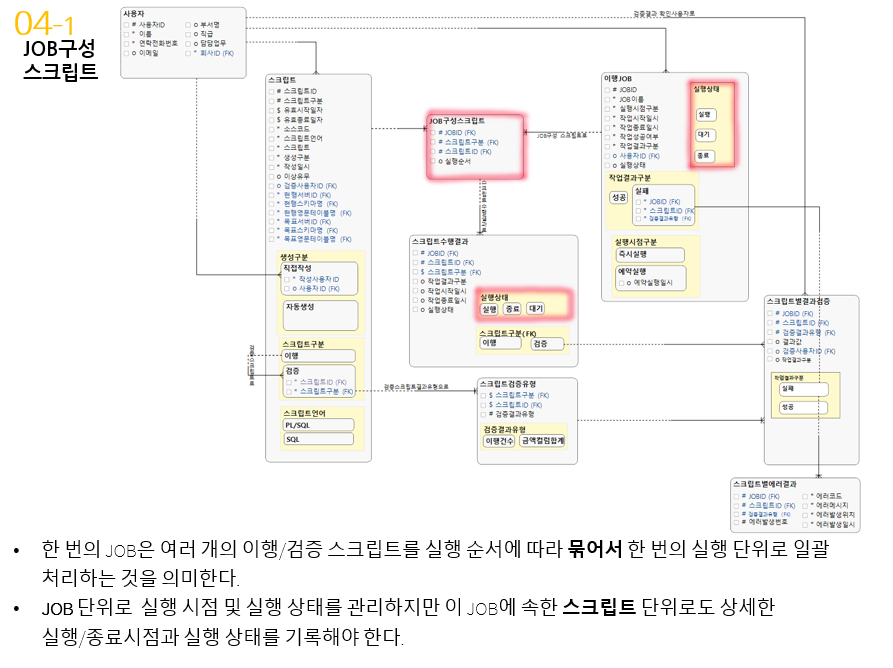 04-1
JOB구성
스크립트
사용자
# 사용자ID
* 이름
* 연락전화번호
o 이메일
o 부서명
o 직급
o 담담업무
* 회사ID (FK)
검증결과 확인사용자로
스크립트
# 스크립트ID
# 스크립트구분
$ 유효시작일자
$ 유효종료일자
* 소스코드
* 스크립트언어
* 스크립트
* 생성구분
* 작성일시
o 이상유무
o 검증사용자ID (FK)
* 현행서버ID (FK)
* 현행스키마명 (FK)
* 현행영문테이블명 (FK)
* 목표서버ID (FK)
* 목표스키마명 (FK)
* 목표영문테이블명 (FK)
생성구분
직접작성
* 작성사용자ID
o 사용자ID (FK)
자동생성
스크립트구분
이행
검증
* 스크립트ID (FK)
* 스크립트구분 (FK)
스크립트언어
PL/SQL
SQL
JOB구성스크립트
# JOBID (FK)
# 스크립트구분 (FK)
# 스크립트ID (FK)
o 실행순서
JOB구성 스크립트로
이행JOB
# JOBID
* JOB이름
* 실행시점구분
* 작업시작일시
* 작업종료일시
* 작업성공여부
* 작업결과구분
o 사용자ID (FK)
o 실행상태
실행상태
실행
대기
종료
작업결과구분
성공
실패
* JOBID (FK)
* 스크립트ID (FK)
* 검증결과유형 (FK)
실행시점구분
즉시실행
예약실행
o 예약실행일시
스크립트수행결과
# JOBID (FK)
# 스크립트ID (FK)
$ 스크립트구분 (FK)
o 작업결과구분
o 작업시작일시
o 작업종료일시
o 실행상태
실행상태
실행
종료
대기
스크립트구분(FK)
이행
검증
검증스크립트결과유형으로
스크립트검증유형
$ 스크립트구분 (FK)
$ 스크립트ID (FK)
# 검증결과유형
검증결과유형
이행건수
금액컬럼합계
스크립트별결과검증
# JOBID (FK)
# 스크립트ID (FK)
# 검증결과유형 (FK)
o 결과값
o 검증사용자ID (FK)
o 작업결과구분
작업결과구분
실패
성공
스크립트별에러결과
# JOBID (FK)
# 스크립트ID (FK)
# 검증결과유형 (FK)
# 에러발생번호
* 에러코드
* 에러메시지
* 에러발생위치
* 에러발생일시
• 한 번의 JOB은 여러 개의 이행/검증 스크립트를 실행 순서에 따라 묶어서 한 번의 실행 단위로 일괄
처리하는 것을 의미한다.
• JOB 단위로 실행 시점 및 실행 상태를 관리하지만 이 JOB에 속한 스크립트 단위로도 상세한
실행/종료시점과 실행 상태를 기록해야 한다.